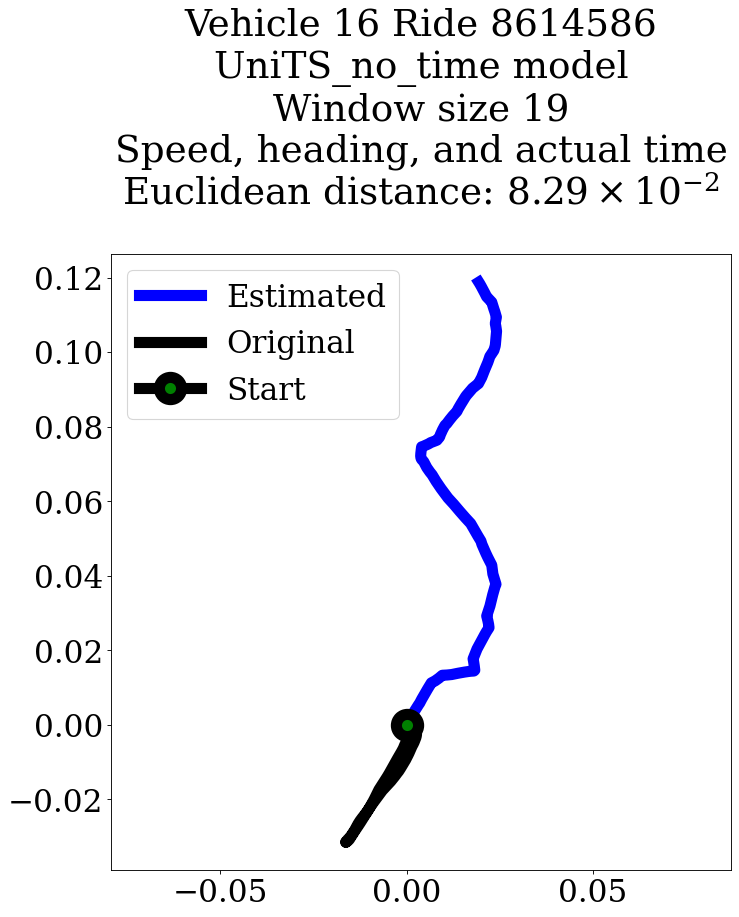 Vehicle 16 Ride 8614586
UniTS_no_time model
Window size 19
Speed, heading, and actual time
Euclidean distance: 8.29 × 10⁻²
0.12
0.10
0.08
0.06
0.04
0.02
0.00
−0.02
Estimated
Original
Start
−0.05
0.00
0.05